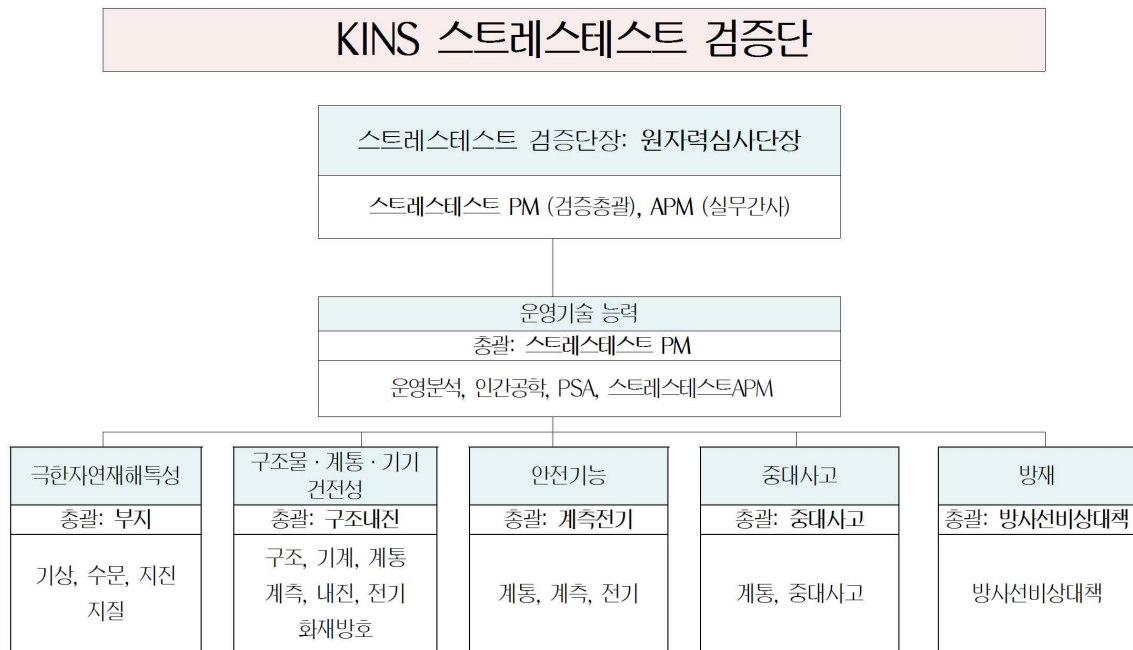 KINS 스트레스테스트 검증단
스트레스테스트 검증단장: 원자력심사단장
스트레스테스트 PM (검증총괄), APM (실무간사)
운영기술 능력
총괄: 스트레스테스트 PM
운영분석, 인간공학, PSA, 스트레스테스트APM
극한자연재해특성
총괄: 부지
기상, 수문, 지진
지질
구조물·계통·기기
건전성
총괄: 구조내진
구조, 기계, 계통
계측, 내진, 전기
화재방호
안전기능
총괄: 계측전기
계통, 계측, 전기
중대사고
총괄: 중대사고
계통, 중대사고
방재
총괄: 방사선비상대책
방사선비상대책